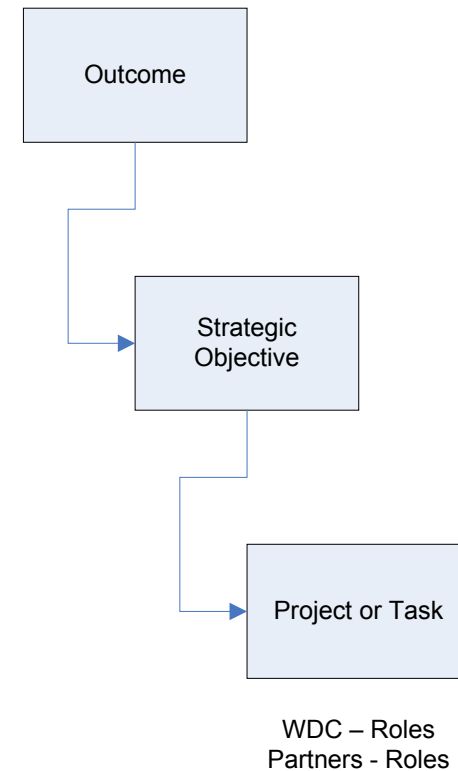 Outcome
Strategic
Objective
Project or Task
WDC – Roles
Partners - Roles